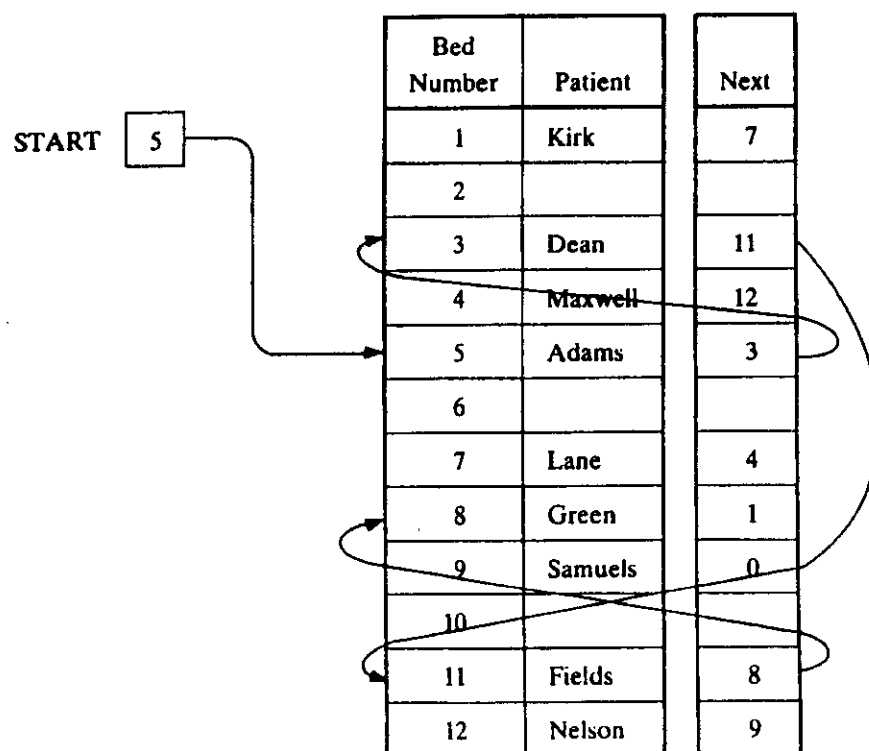 Bed Number Patient Next
START 5
1 Kirk 7
2
3 Dean 11
4 Maxwell 12
5 Adams 3
6
7 Lane 4
8 Green 1
9 Samuels 0
10
11 Fields 8
12 Nelson 9